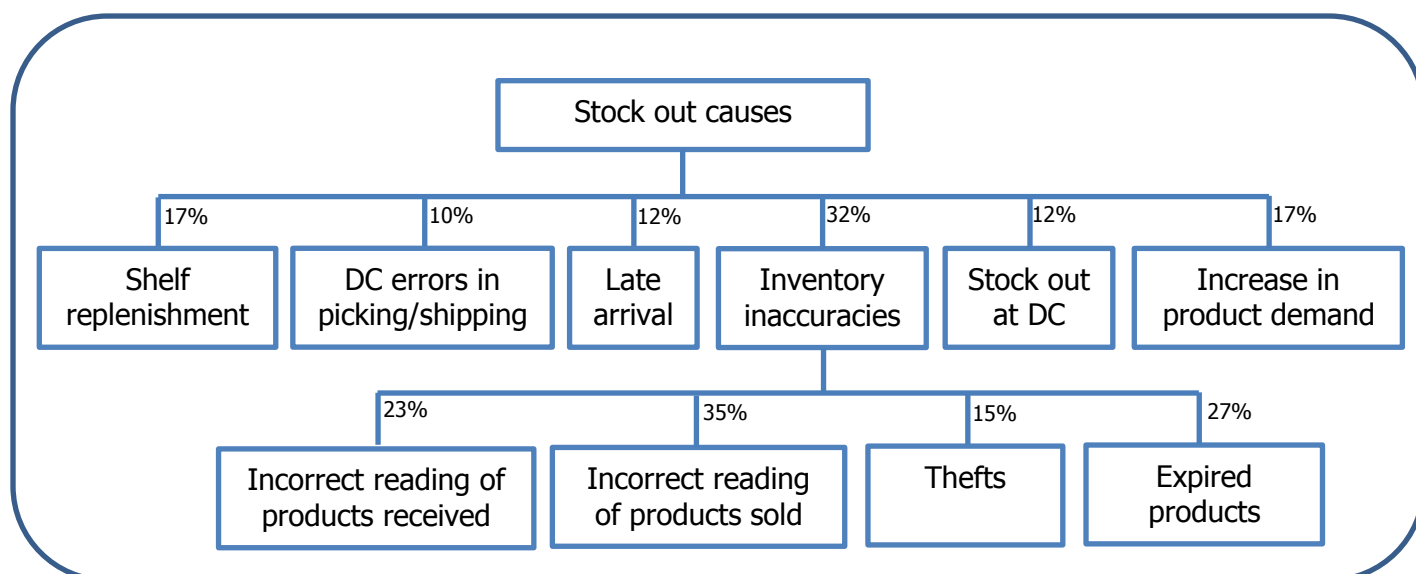 Stock out causes
17%
10%
12%
32%
12%
17%
Shelf
replenishment
DC errors in
picking/shipping
Late
arrival
Inventory
inaccuracies
Stock out
at DC
Increase in
product demand
23%
35%
15%
27%
Incorrect reading of
products received
Incorrect reading
of products sold
Thefts
Expired
products